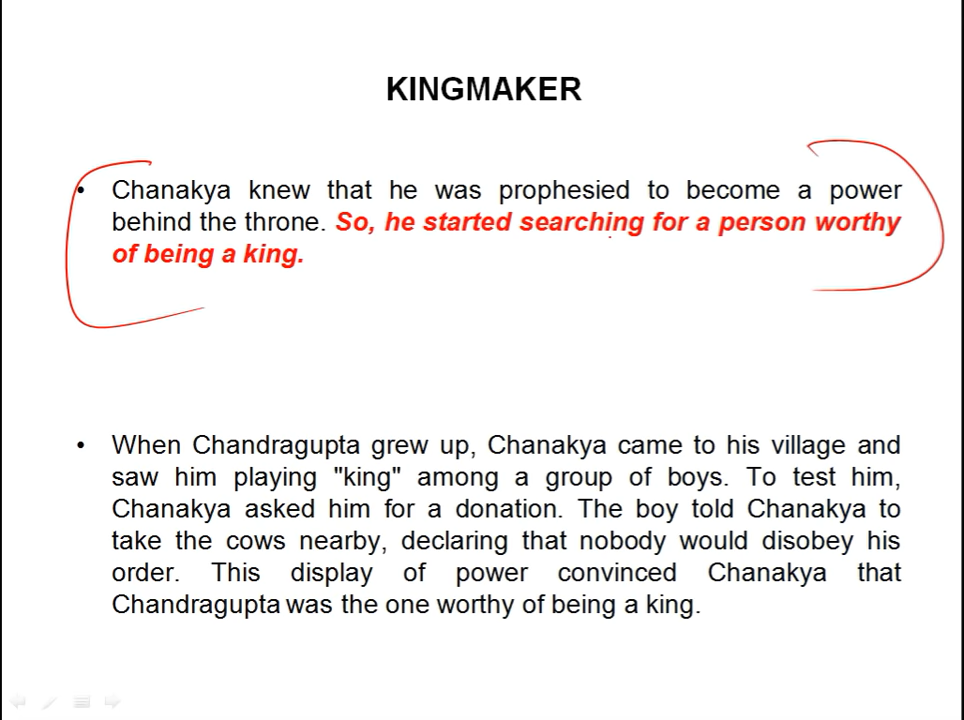 KINGMAKER
• Chanakya knew that he was prophesied to become a power
behind the throne. So, he started searching for a person worthy
of being a king.
• When Chandragupta grew up, Chanakya came to his village and
saw him playing "king" among a group of boys. To test him,
Chanakya asked him for a donation. The boy told Chanakya to
take the cows nearby, declaring that nobody would disobey his
order. This display of power convinced Chanakya that
Chandragupta was the one worthy of being a king.